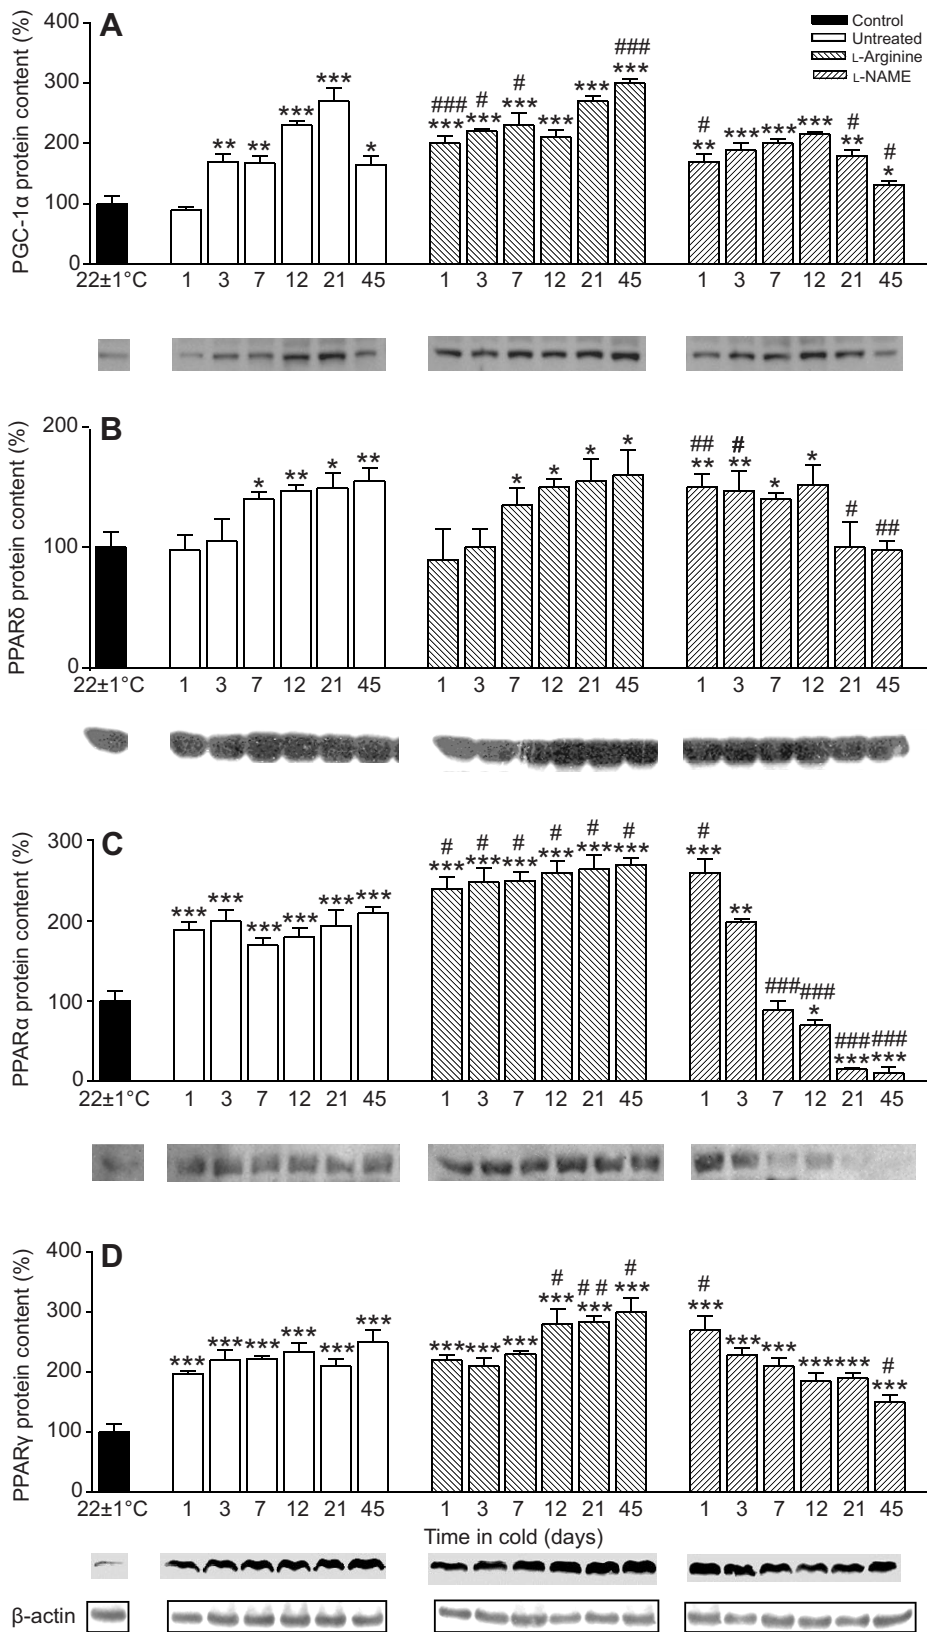 A
Control
Untreated
L-Arginine
L-NAME
PGC-1α protein content (%)
400
300
200
100
0
** ** *** *** *
### # # ###
*** *** *** *** *** ***
# # #
** *** *** *** ** *
22±1°C 1 3 7 12 21 45 1 3 7 12 21 45 1 3 7 12 21 45
B
PPARδ protein content (%)
200
100
0
* ** * **
* * * *
## # # ##
** ** * *
22±1°C 1 3 7 12 21 45 1 3 7 12 21 45 1 3 7 12 21 45
C
PPARα protein content (%)
300
200
100
0
*** *** *** *** *** ***
# # # # # #
*** *** *** *** *** ***
# ### ### ### ###
*** ** * *** ***
22±1°C 1 3 7 12 21 45 1 3 7 12 21 45 1 3 7 12 21 45
D
PPARγ protein content (%)
400
300
200
100
0
*** *** *** *** *** ***
# # # #
*** *** *** *** *** ***
# #
*** *** *** *** *** ***
22±1°C 1 3 7 12 21 45 1 3 7 12 21 45 1 3 7 12 21 45
Time in cold (days)
β-actin